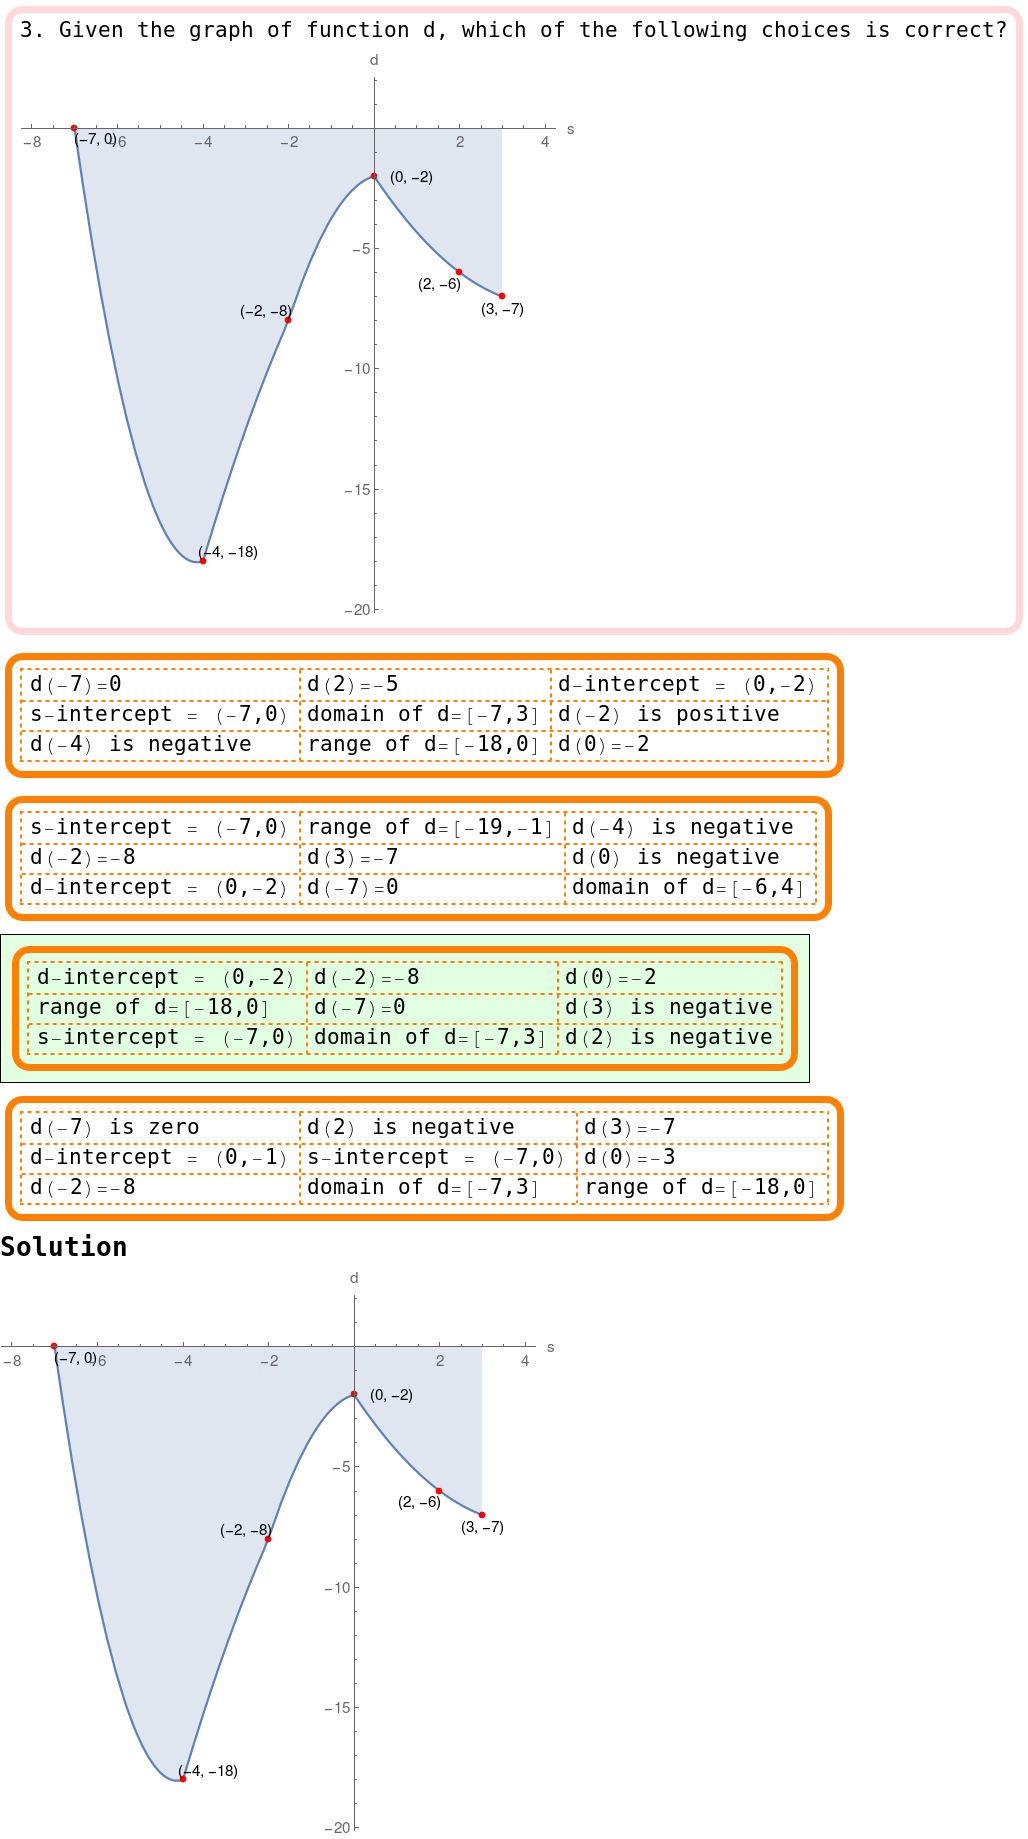 3. Given the graph of function d, which of the following choices is correct?
d
(−7, 0)
−8 −6 −4 −2 2 4 s
(0, −2)
−5
(2, −6)
(−2, −8)
(3, −7)
−10
−15
(−4, −18)
−20
d(-7)=0 d(2)=-5 d-intercept = (0,-2)
s-intercept = (-7,0) domain of d=[-7,3] d(-2) is positive
d(-4) is negative range of d=[-18,0] d(0)=-2
s-intercept = (-7,0) range of d=[-19,-1] d(-4) is negative
d(-2)=-8 d(3)=-7 d(0) is negative
d-intercept = (0,-2) d(-7)=0 domain of d=[-6,4]
d-intercept = (0,-2) d(-2)=-8 d(0)=-2
range of d=[-18,0] d(-7)=0 d(3) is negative
s-intercept = (-7,0) domain of d=[-7,3] d(2) is negative
d(-7) is zero d(2) is negative d(3)=-7
d-intercept = (0,-1) s-intercept = (-7,0) d(0)=-3
d(-2)=-8 domain of d=[-7,3] range of d=[-18,0]
Solution
d
(−7, 0)
−8 −6 −4 −2 2 4 s
(0, −2)
−5
(2, −6)
(−2, −8)
(3, −7)
−10
−15
(−4, −18)
−20